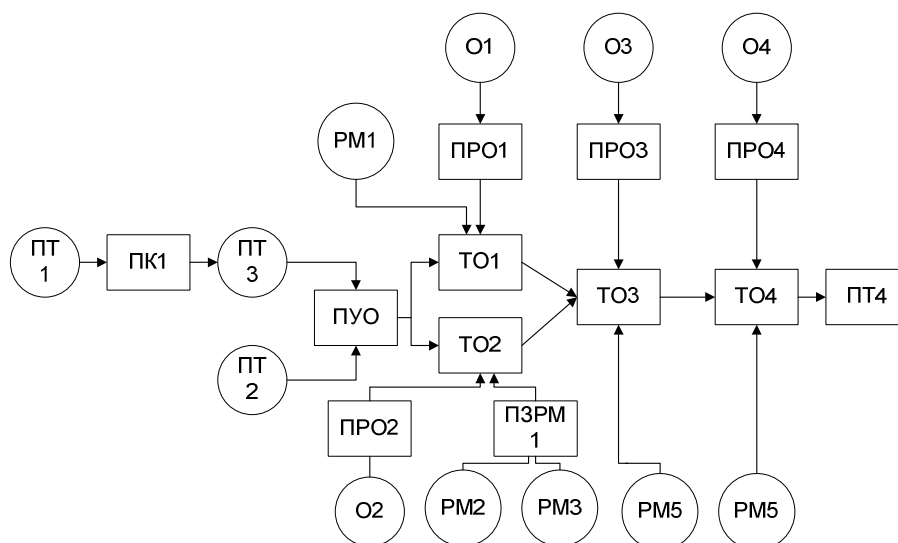 О1
О3
О4
РМ1
ПРО1
ПРО3
ПРО4
ПТ
1
ПК1
ПТ
3
ТО1
ПУО
ТО3
ТО4
ПТ4
ТО2
ПТ
2
ПРО2
ПЗРМ
1
О2
РМ2
РМ3
РМ5
РМ5